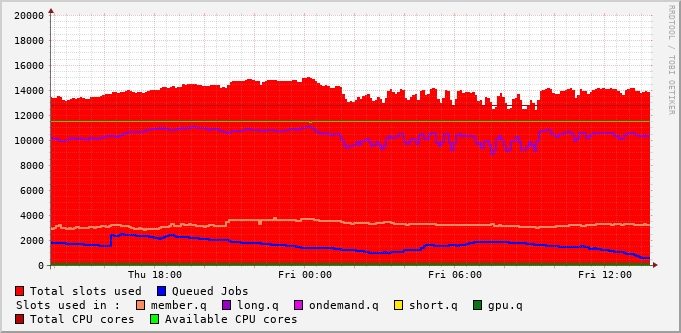 20000
18000
16000
14000
12000
10000
8000
6000
4000
2000
0
Thu 18:00 Fri 00:00 Fri 06:00 Fri 12:00
RRDTOOL / TOBI OETIKER
Total slots used Queued Jobs
Slots used in : member.q long.q ondemand.q short.q gpu.q
Total CPU cores Available CPU cores